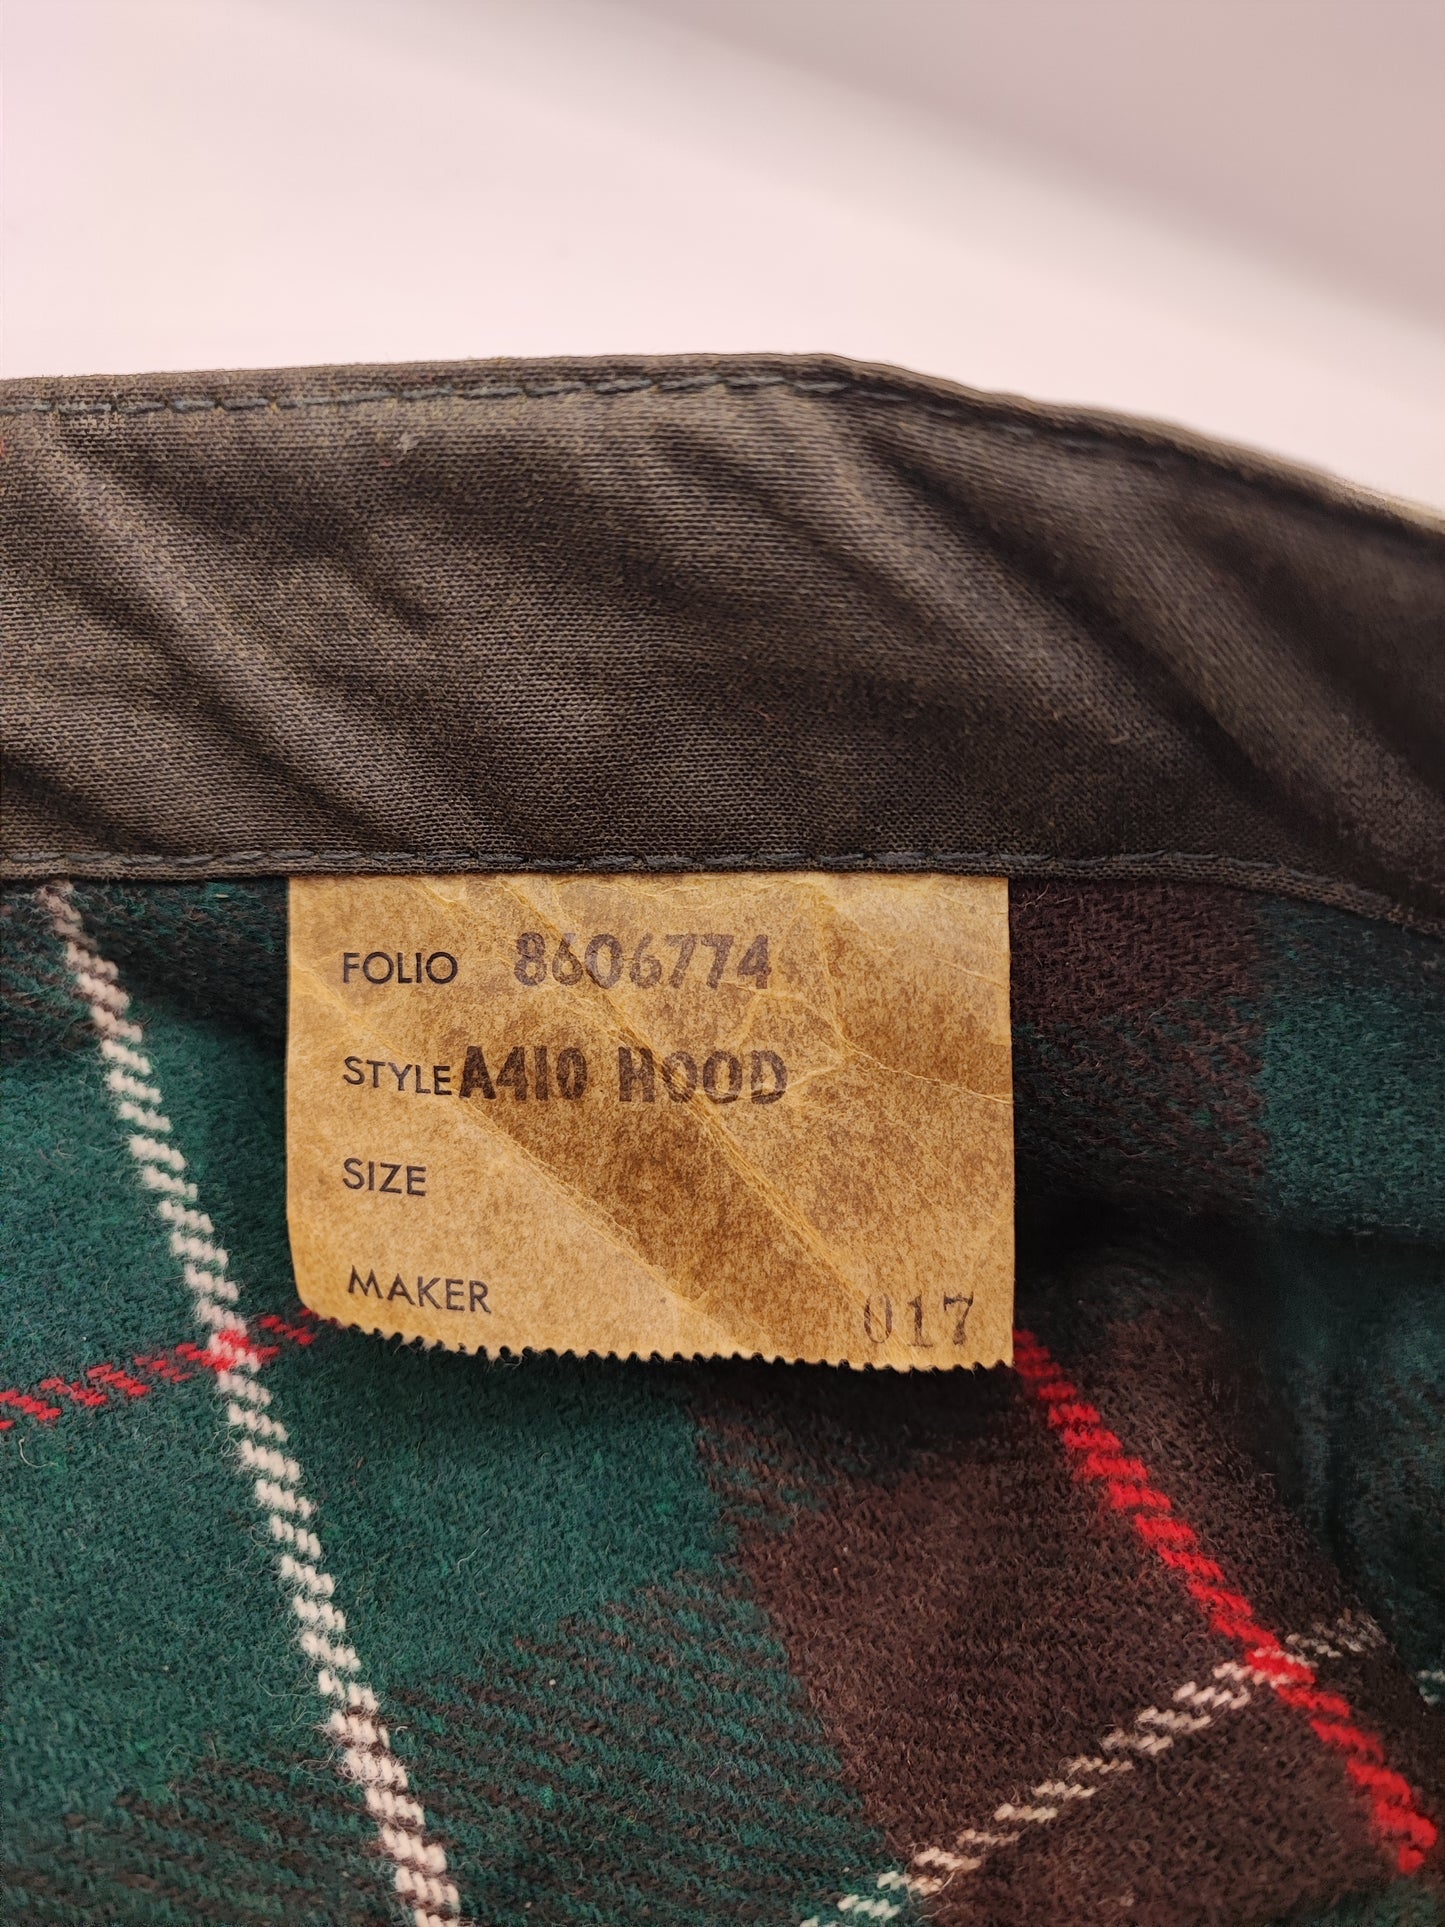 FOLIO 8606774
STYLE A410 HOOD
SIZE
MAKER 017